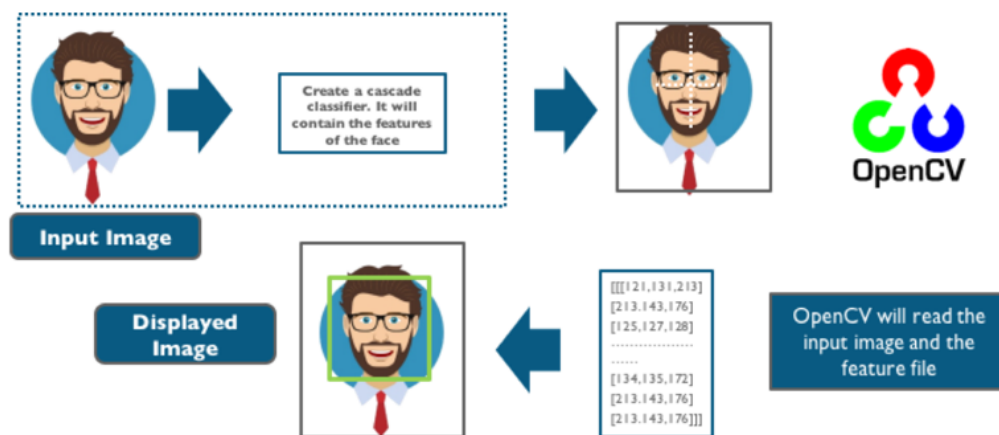 Create a cascade
classifier. It will
contain the features
of the face
OpenCV
Input Image
Displayed
Image
[[[121,131,213]
[213.143,176]
[125,127,128]
...................
......
[134,135,172]
[213.143,176]
[213.143,176]]]
OpenCV will read the
input image and the
feature file